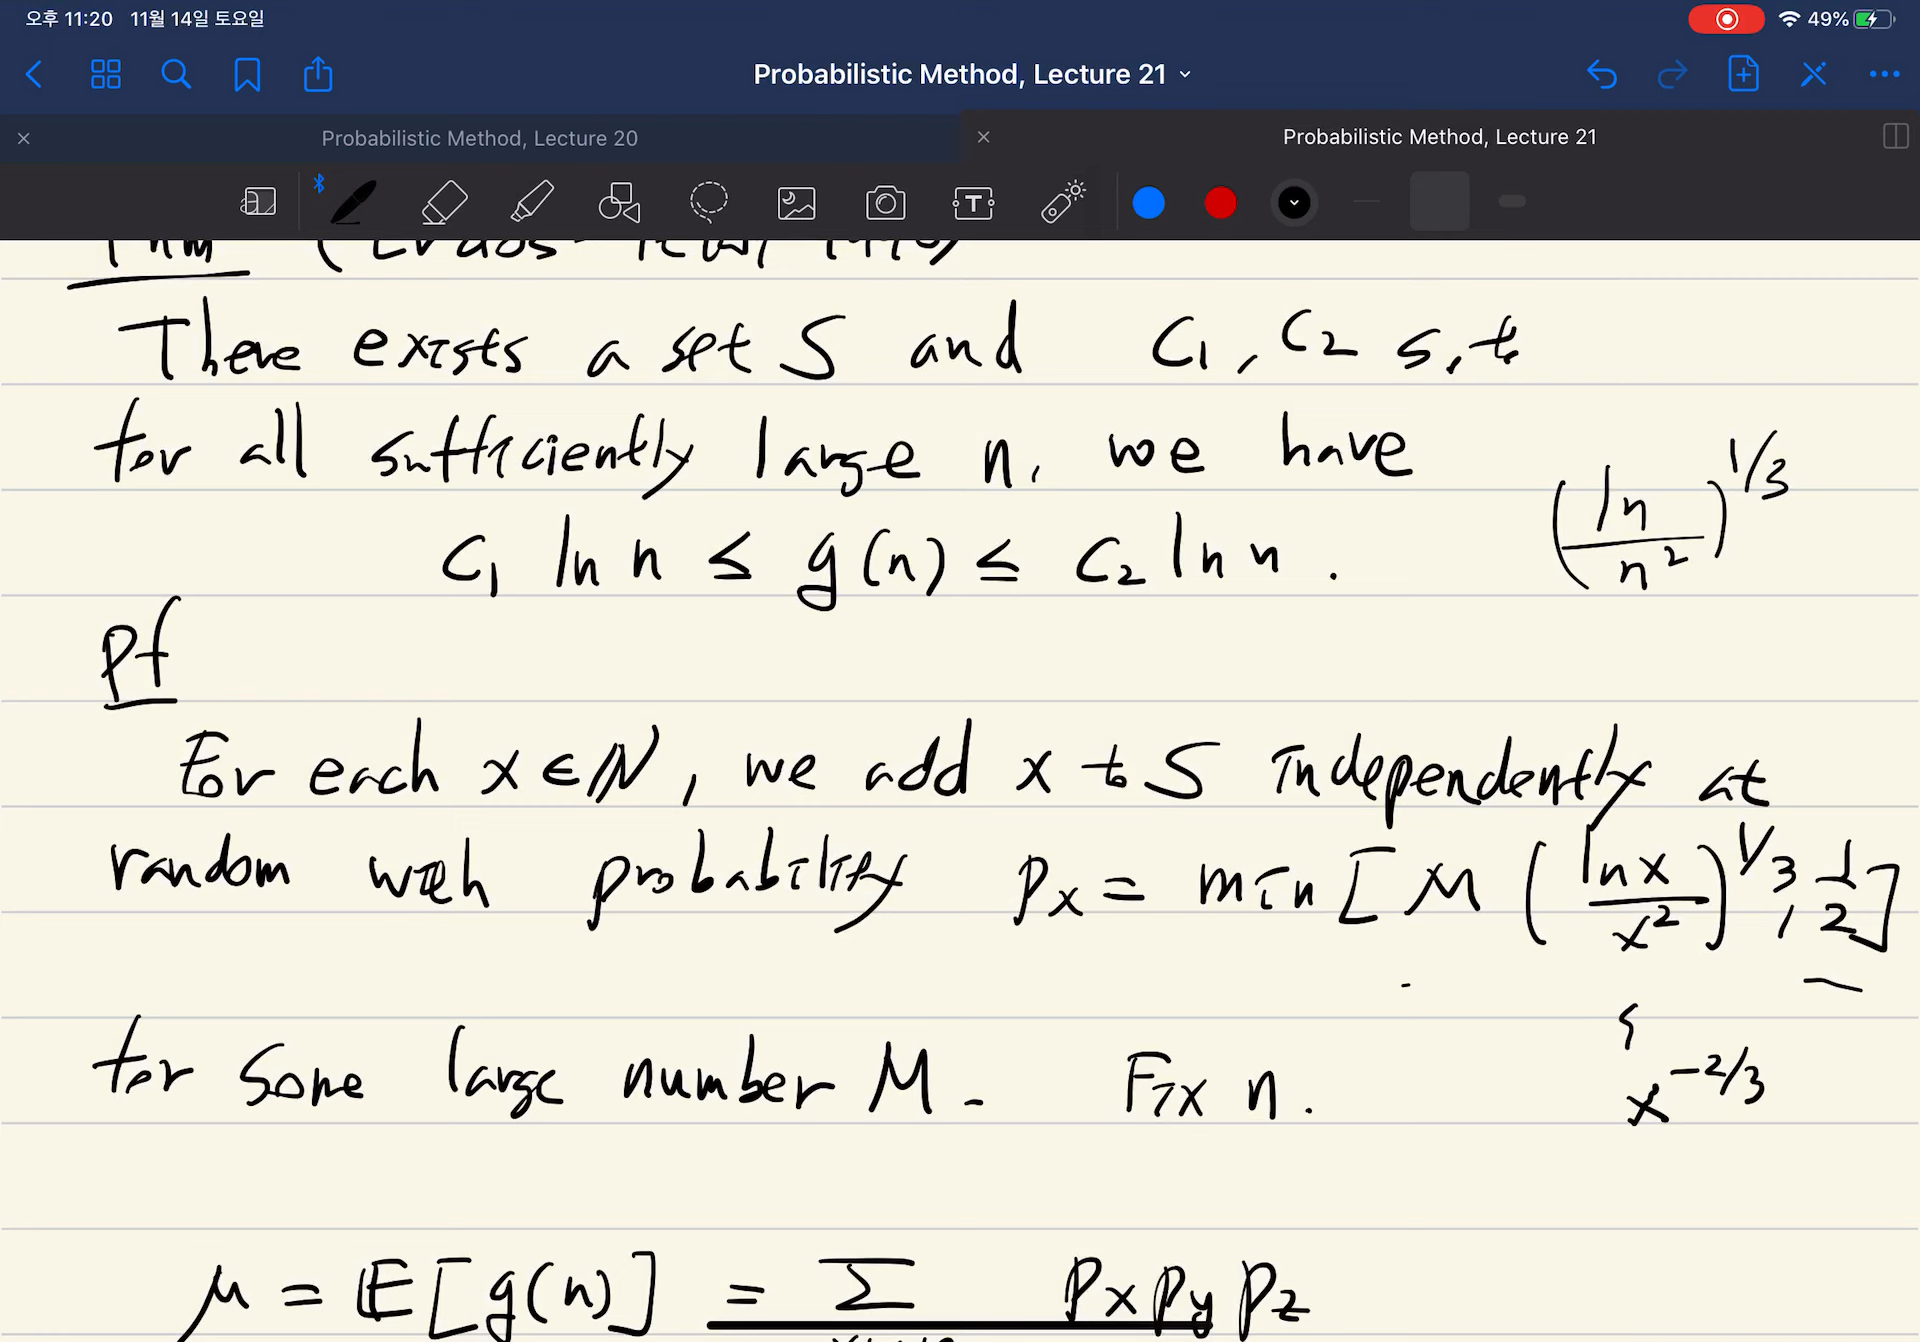 오후 11:20 11월 14일 토요일
49%
Probabilistic Method, Lecture 21
Probabilistic Method, Lecture 20
Probabilistic Method, Lecture 21
T
Thm
There exists a set S and C₁, C₂ s.t
for all sufficiently large n, we have
(ln/n²)^1/3
C₁ ln n ≤ g(n) ≤ C₂ ln n .
Pf
For each x ∈ ℕ, we add x to S independently at
random with probability pₓ = min [M (ln x/x²)^1/3, 1/2]
for some large number M. Fix n.
x^-2/3
μ = 𝔼[g(n)] = Σ pₓ p_y p_z